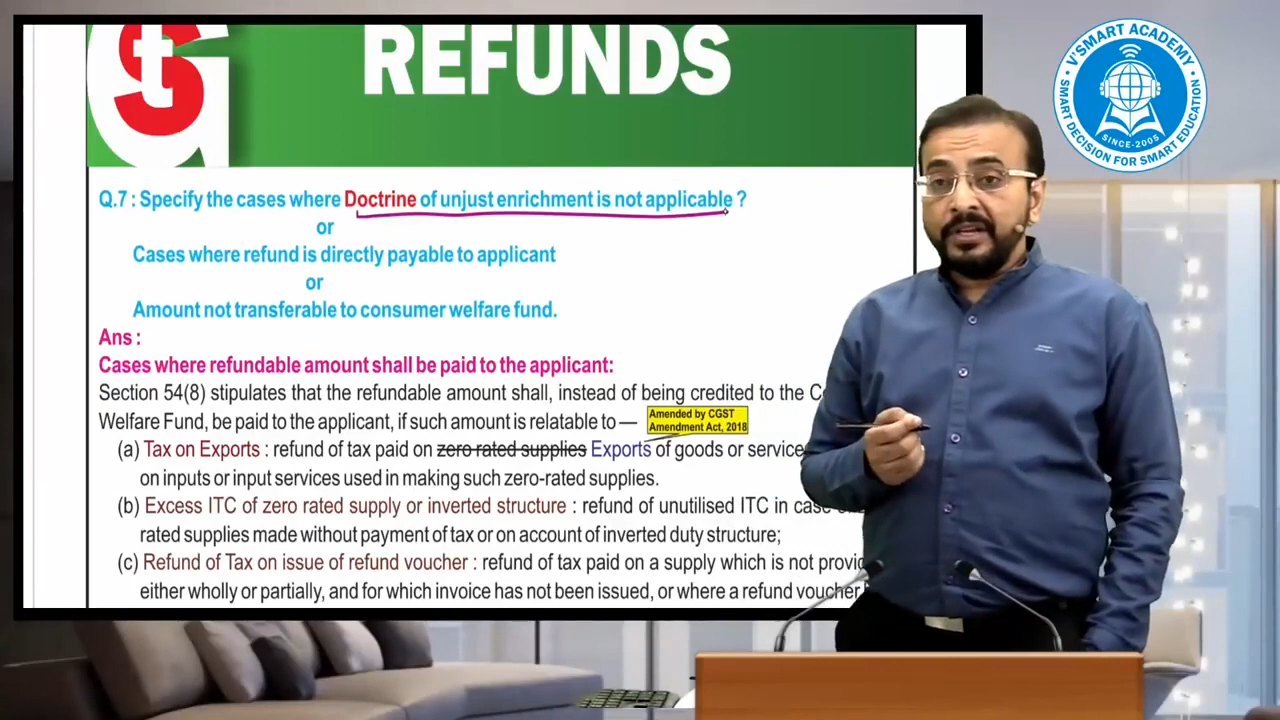 GSt
REFUNDS
V'SMART ACADEMY
SMART DECISION FOR SMART EDUCATION
SINCE-2005
Q.7 : Specify the cases where Doctrine of unjust enrichment is not applicable ?
or
Cases where refund is directly payable to applicant
or
Amount not transferable to consumer welfare fund.
Ans :
Cases where refundable amount shall be paid to the applicant:
Section 54(8) stipulates that the refundable amount shall, instead of being credited to the
Welfare Fund, be paid to the applicant, if such amount is relatable to —
Amended by CGST
Amendment Act, 2018
(a) Tax on Exports : refund of tax paid on zero rated supplies Exports of goods or service
on inputs or input services used in making such zero-rated supplies.
(b) Excess ITC of zero rated supply or inverted structure : refund of unutilised ITC in case
rated supplies made without payment of tax or on account of inverted duty structure;
(c) Refund of Tax on issue of refund voucher : refund of tax paid on a supply which is not
either wholly or partially, and for which invoice has not been issued, or where a refund voucher